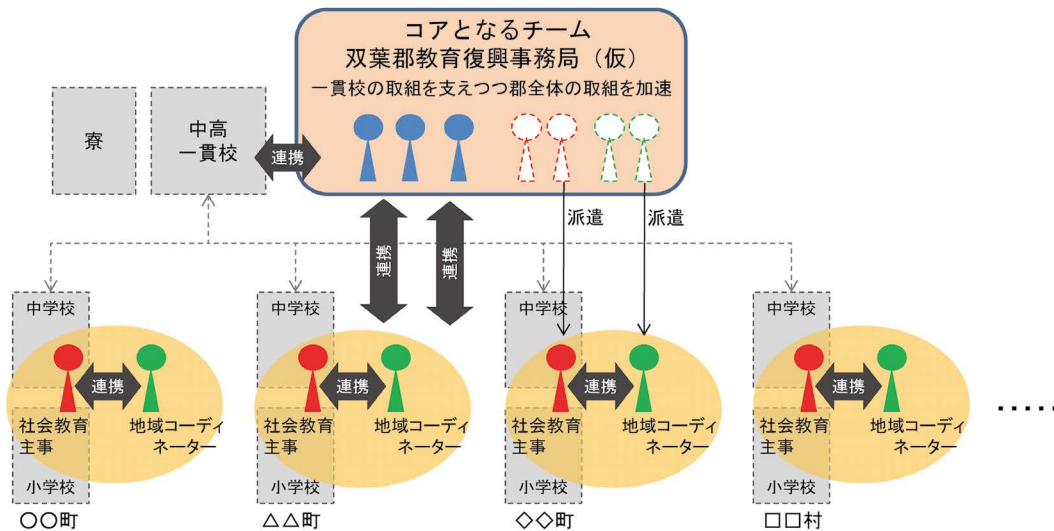 コアとなるチーム
双葉郡教育復興事務局（仮）
一貫校の取組を支えつつ郡全体の取組を加速
寮
中高
一貫校
連携
連携
連携
派遣
派遣
中学校
連携
社会教育
主事
地域コーディ
ネーター
小学校
○○町
中学校
連携
社会教育
主事
地域コーディ
ネーター
小学校
△△町
中学校
連携
社会教育
主事
地域コーディ
ネーター
小学校
◇◇町
中学校
連携
社会教育
主事
地域コーディ
ネーター
小学校
□□村
．．．．．